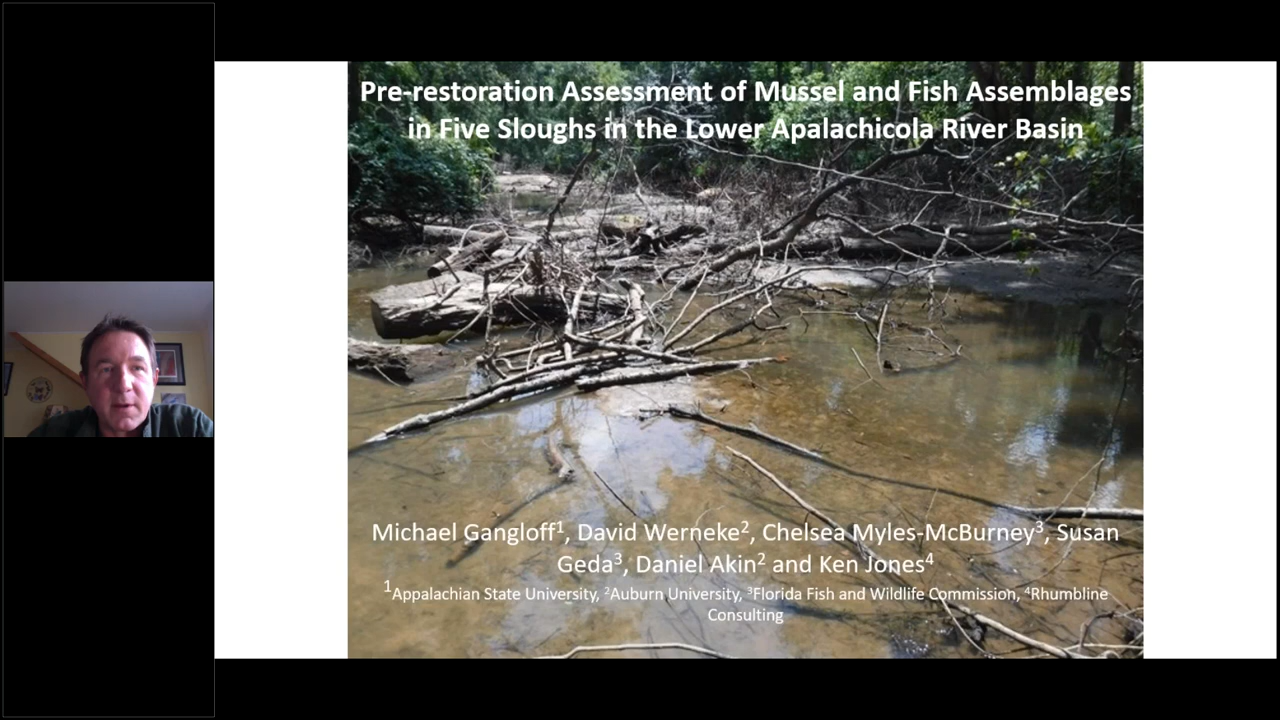 Pre-restoration Assessment of Mussel and Fish Assemblages
in Five Sloughs in the Lower Apalachicola River Basin
Michael Gangloff¹, David Werneke², Chelsea Myles-McBurney³, Susan
Geda³, Daniel Akin² and Ken Jones⁴
¹Appalachian State University, ²Auburn University, ³Florida Fish and Wildlife Commission, ⁴Rhumbline
Consulting